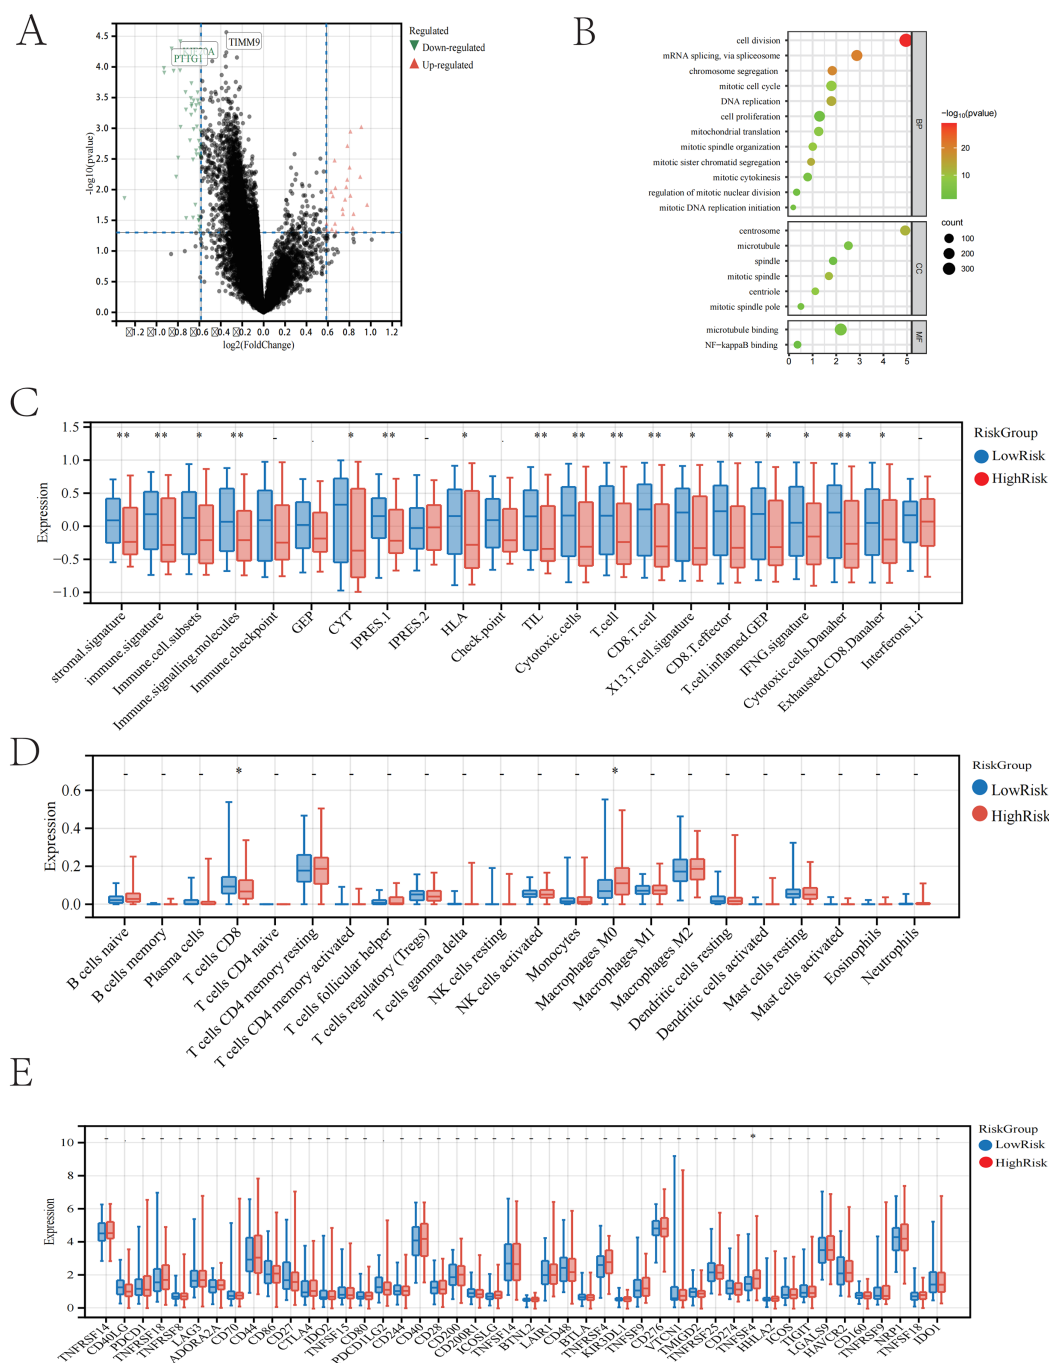 A
Regulated
Down-regulated
Up-regulated
TIMM9
PTTG1
-log10(pvalue)
4.5
4.0
3.5
3.0
2.5
2.0
1.5
1.0
0.5
0.0
1.2 1.0 0.8 0.6 0.4 0.2 0.0 0.2 0.4 0.6 0.8 1.0 1.2
log2(FoldChange)
B
cell division
mRNA splicing, via spliceosome
chromosome segregation
mitotic cell cycle
DNA replication
cell proliferation
mitochondrial translation
mitotic spindle organization
mitotic sister chromatid segregation
mitotic cytokinesis
regulation of mitotic nuclear division
mitotic DNA replication initiation
BP
centrosome
microtubule
spindle
mitotic spindle
centriole
mitotic spindle pole
CC
microtubule binding
NF-kappaB binding
MF
0 1 2 3 4 5
-log10(pvalue)
20
10
count
100
200
300
C
** ** * ** - . * ** - * . ** ** ** ** * * * * ** * -
RiskGroup
LowRisk
HighRisk
Expression
1.5
1.0
0.5
0.0
-0.5
-1.0
stromal.signature
immune.signature
Immune.cell.subsets
Immune.signalling.molecules
Immune.checkpoint
GEP
CYT
IPRES.1
IPRES.2
HLA
Check.point
TIL
Cytotoxic.cells
T.cell
CD8.T.cell
X13.T.cell.signature
CD8.T.effector
T.cell.inflamed.GEP
IFNG.signature
Cytotoxic.cells.Danaher
Exhausted.CD8.Danaher
Interferons.Li
D
- - - * - - - - - - - - - * - - - - - - - -
RiskGroup
LowRisk
HighRisk
Expression
0.6
0.4
0.2
0.0
B cells naive
B cells memory
Plasma cells
T cells CD8
T cells CD4 naive
T cells CD4 memory resting
T cells CD4 memory activated
T cells follicular helper
T cells regulatory (Tregs)
T cells gamma delta
NK cells resting
NK cells activated
Monocytes
Macrophages M0
Macrophages M1
Macrophages M2
Dendritic cells resting
Dendritic cells activated
Mast cells resting
Mast cells activated
Eosinophils
Neutrophils
E
RiskGroup
LowRisk
HighRisk
Expression
10
8
6
4
2
0
TNFRSF14
CD40LG
PDCD1
TNFRSF18
TNFRSF8
LAG3
ADORA2A
CD70
CD44
CD86
CD27
CTLA4
IDO2
TNFSF15
CD80
PDCD1LG2
CD244
CD40
CD28
CD200
CD200R1
ICOSLG
TNFSF14
BTNL2
LAIR1
CD48
BTLA
TNFRSF4
KIR3DL1
TNFSF9
CD276
VTCN1
TMIGD2
TNFRSF25
CD274
TNFSF4
HHLA2
ICOS
TIGIT
LGALS9
HAVCR2
CD160
TNFRSF9
NRP1
TNFSF18
IDO1